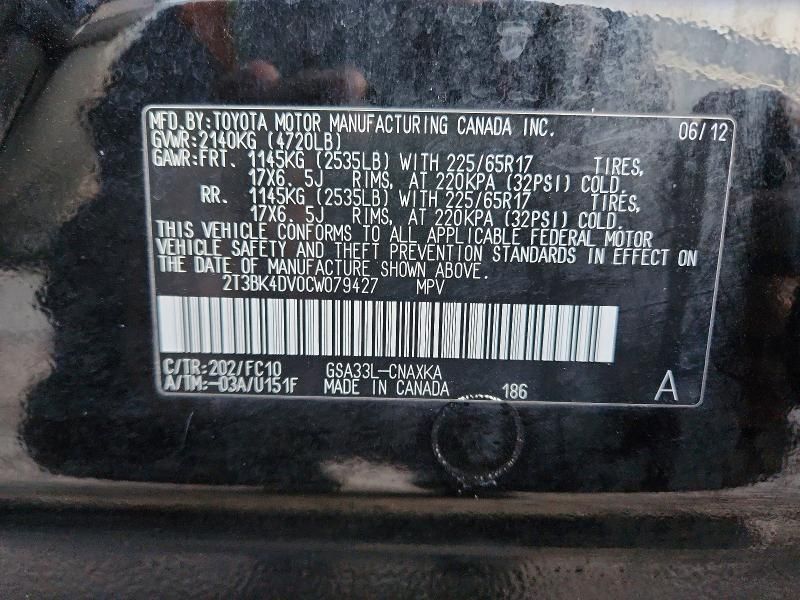 MFD.BY:TOYOTA MOTOR MANUFACTURING CANADA INC. 06/12
GVWR:2140KG (4720LB)
GAWR:FRT. 1145KG (2535LB) WITH 225/65R17 TIRES,
17X6. 5J RIMS, AT 220KPA (32PSI) COLD.
RR. 1145KG (2535LB) WITH 225/65R17 TIRES,
17X6. 5J RIMS, AT 220KPA (32PSI) COLD.
THIS VEHICLE CONFORMS TO ALL APPLICABLE FEDERAL MOTOR
VEHICLE SAFETY AND THEFT PREVENTION STANDARDS IN EFFECT ON
THE DATE OF MANUFACTURE SHOWN ABOVE.
2T3BK4DV0CW079427 MPV
C/TR:202/FC10 GSA33L-CNAXKA
A/TM:-03A/U151F MADE IN CANADA 186 A